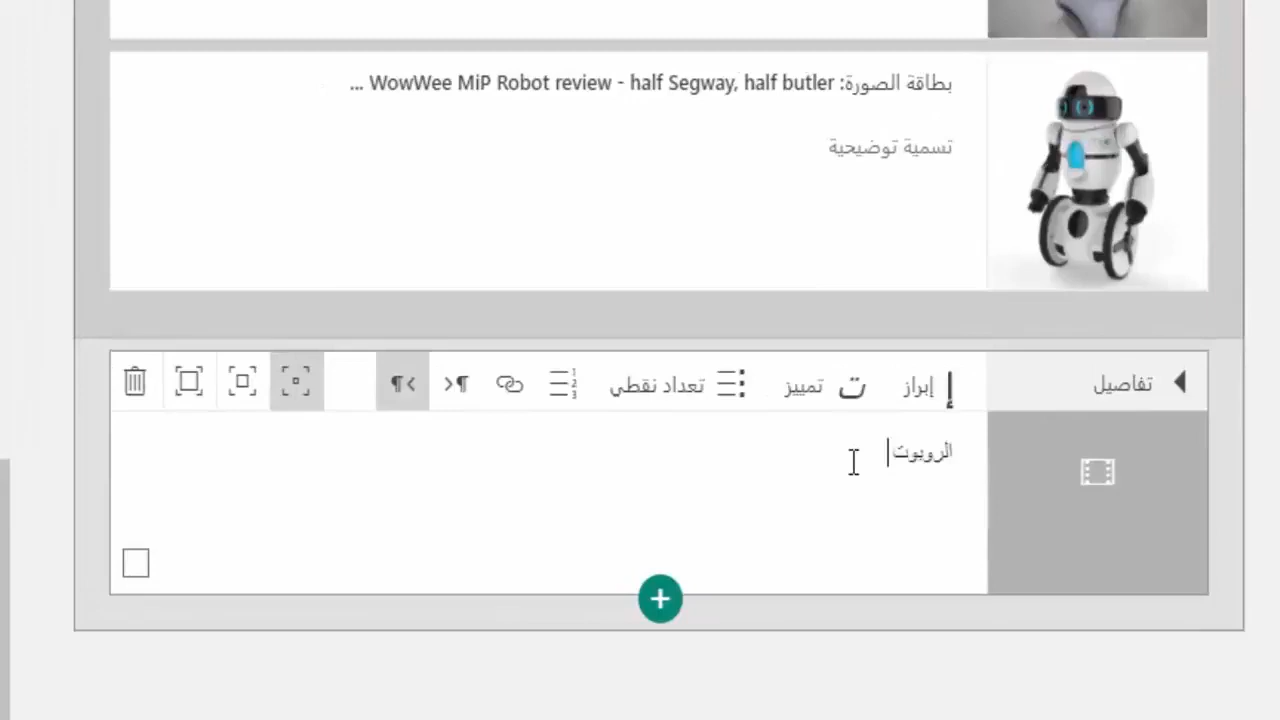 بطاقة الصورة: WowWee MiP Robot review - half Segway, half butler ...
تسمية توضيحية
تفاصيل
إ إبراز ت تمييز تعداد نقطي
الروبوت